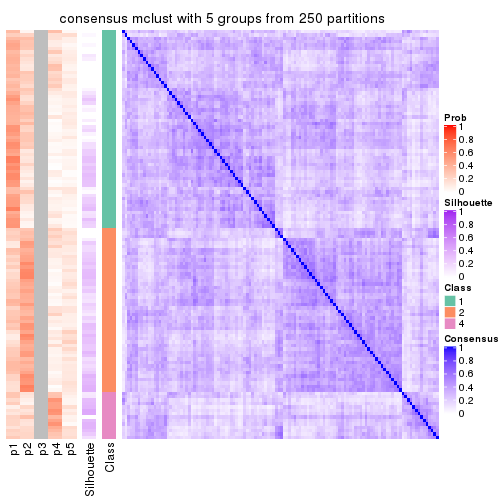 consensus mclust with 5 groups from 250 partitions
Prob
1
0.8
0.6
0.4
0.2
0
Silhouette
1
0.8
0.6
0.4
0.2
0
Class
1
2
4
Consensus
1
0.8
0.6
0.4
0.2
0
p1
p2
p3
p4
p5
Silhouette
Class